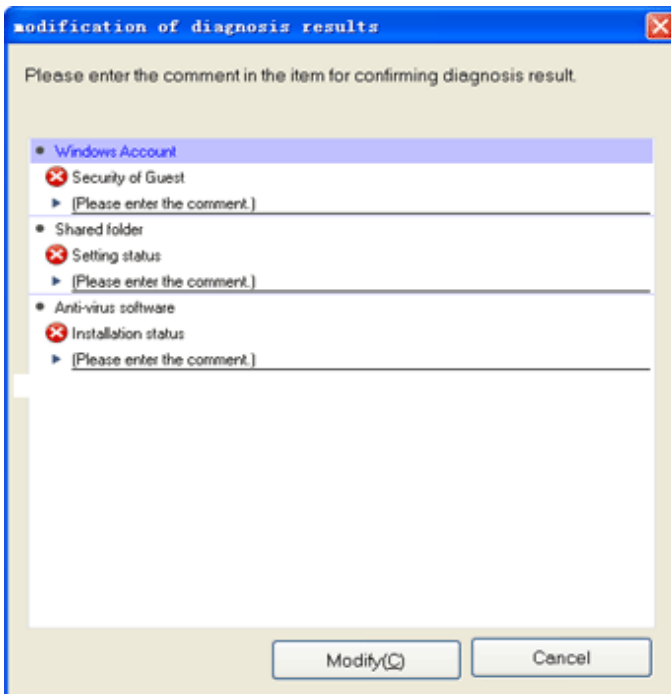 modification of diagnosis results
Please enter the comment in the item for confirming diagnosis result.
Windows Account
Security of Guest
(Please enter the comment.)
Shared folder
Setting status
(Please enter the comment.)
Anti-virus software
Installation status
(Please enter the comment.)
Modify(C) Cancel